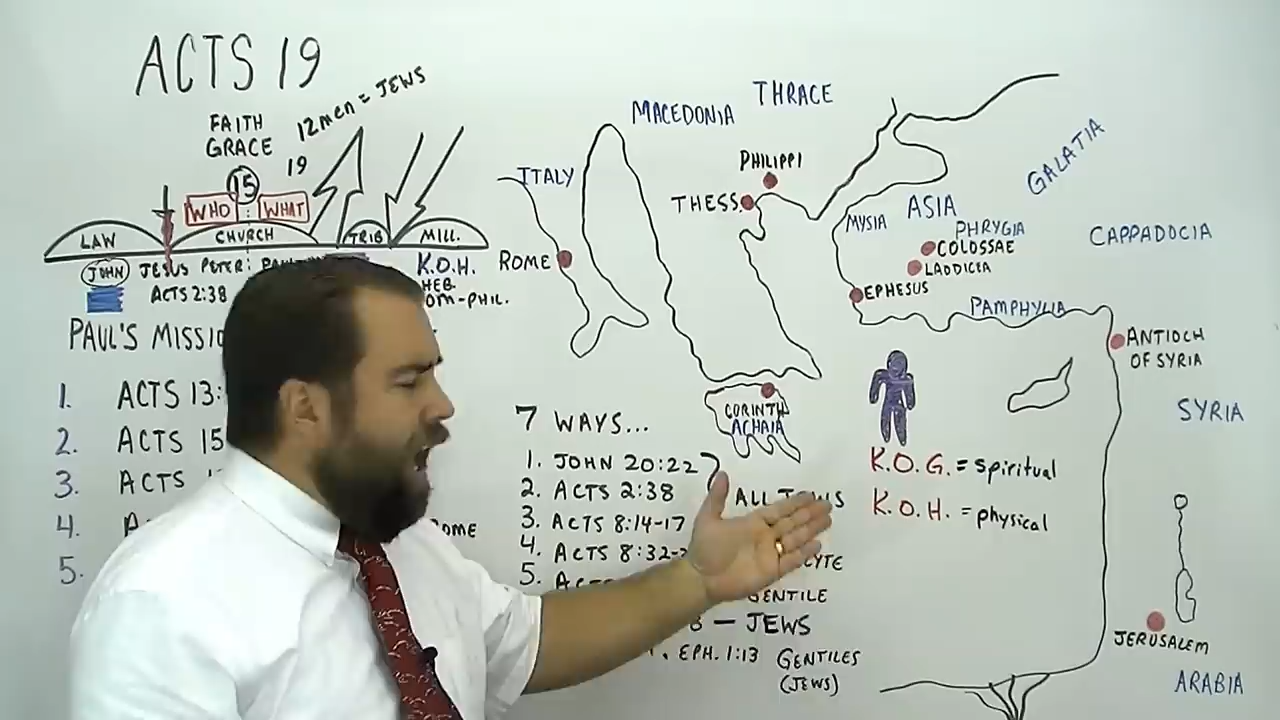 ACTS 19
12 men = JEWS
FAITH
GRACE
19
15
WHO
WHAT
LAW
CHURCH
TRIB
MILL.
JOHN
JESUS PETER
K.O.H.
ACTS 2:38
HEB.
PHIL.
PAUL'S
1. ACTS 13:
2. ACTS 15
3. ACTS
4.
5.
7 WAYS...
1. JOHN 20:22
2. ACTS 2:38
ALL JEWS
3. ACTS 8:14-17
4. ACTS 8:32-
5.
GENTILE
— JEWS
EPH. 1:13 GENTILES
(JEWS)
MACEDONIA
THRACE
ITALY
ROME
PHILIPPI
THESS.
GALATIA
MYSIA
ASIA
PHRYGIA
COLOSSAE
LAODICEA
EPHESUS
CAPPADOCIA
PAMPHYLIA
ANTIOCH
OF SYRIA
SYRIA
CORINTH
ACHAIA
K.O.G. = spiritual
K.O.H. = physical
JERUSALEM
ARABIA